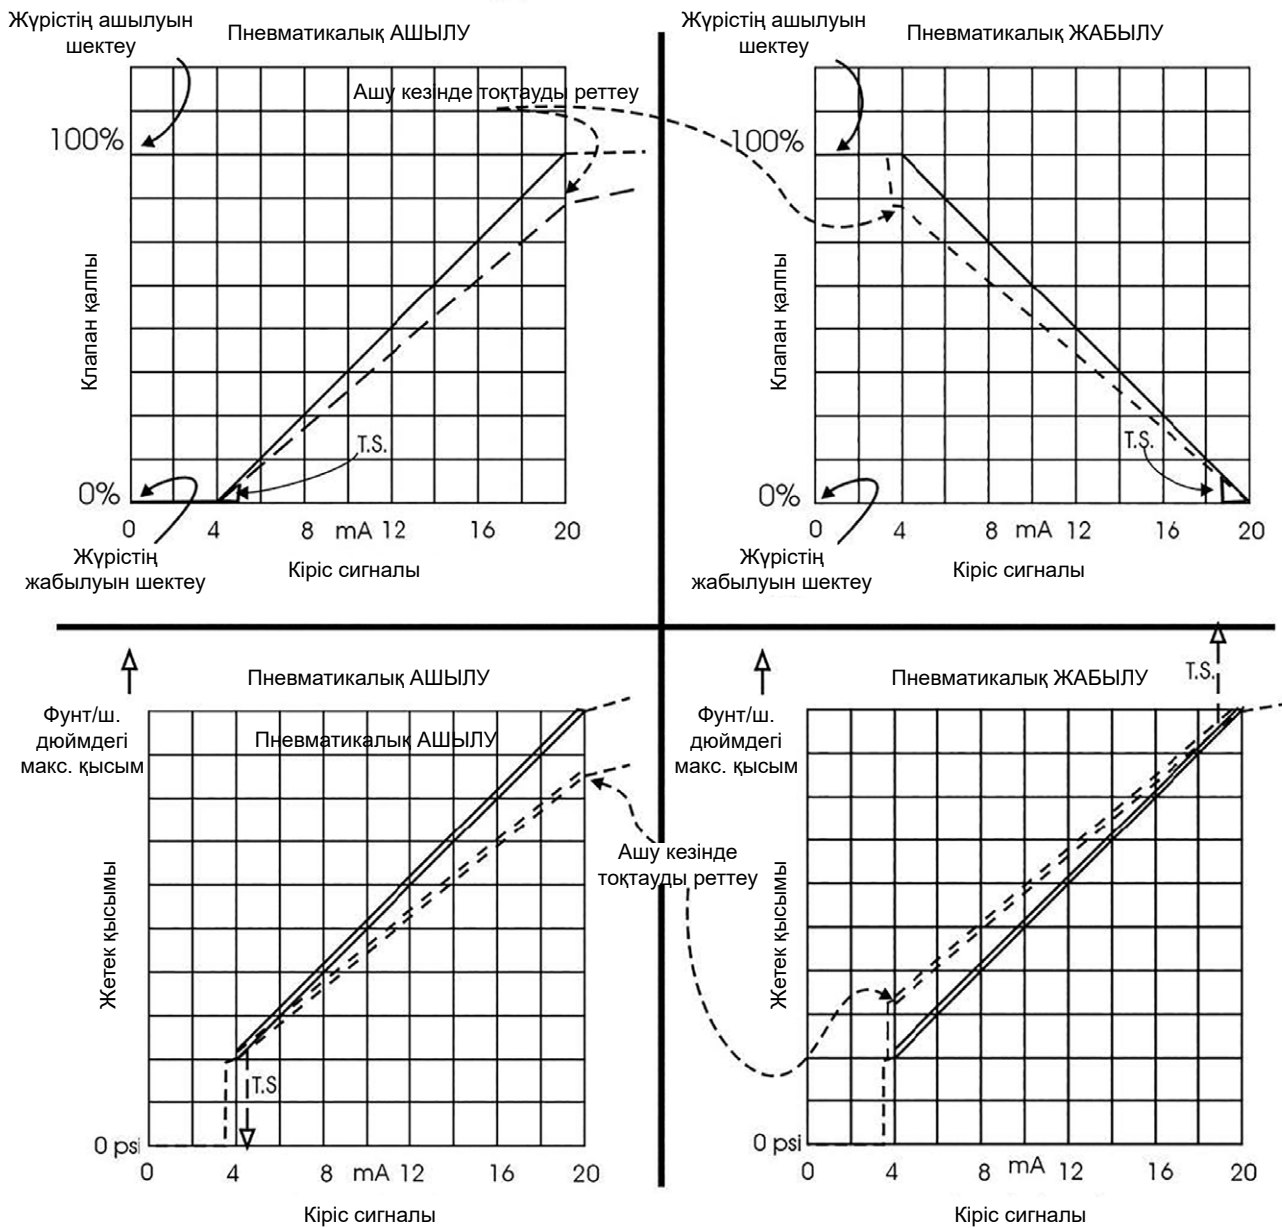 Жүрістің ашылуын
шектеу
Пневматикалық АШЫЛУ
Ашу кезінде тоқтауды реттеу
100%
Клапан қалпы
T.S.
0%
0 4 8 mA 12 16 20
Жүрістің
жабылуын шектеу
Кіріс сигналы
Жүрістің ашылуын
шектеу
Пневматикалық ЖАБЫЛУ
100%
Клапан қалпы
T.S.
0%
0 4 8 mA 12 16 20
Жүрістің
жабылуын шектеу
Кіріс сигналы
Пневматикалық АШЫЛУ
Фунт/ш.
дюймдегі
макс. қысым
Пневматикалық АШЫЛУ
Жетек қысымы
T.S
0 psi
0 4 8 mA 12 16 20
Кіріс сигналы
Ашу кезінде
тоқтауды реттеу
Пневматикалық ЖАБЫЛУ
T.S.
Фунт/ш.
дюймдегі
макс. қысым
Жетек қысымы
0 psi
0 4 8 mA 12 16 20
Кіріс сигналы